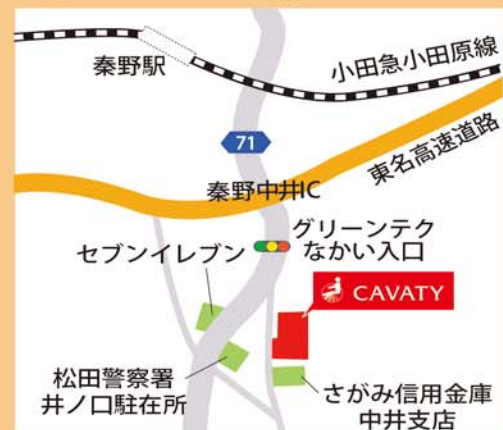 秦野駅
小田急小田原線
71
東名高速道路
秦野中井IC
グリーンテク
なかい入口
セブンイレブン
CAVATY
松田警察署
井ノ口駐在所
さがみ信用金庫
中井支店